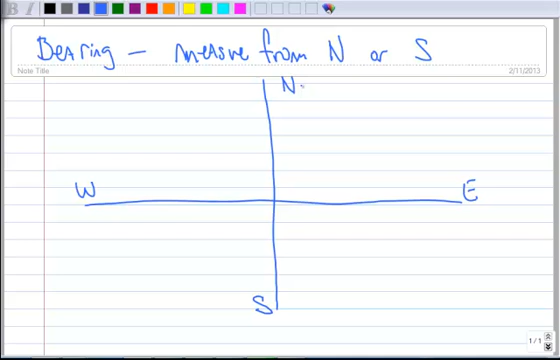 B I
Bearing – measure from N or S
Note Title
2/11/2013
N
W
E
S
1 / 1